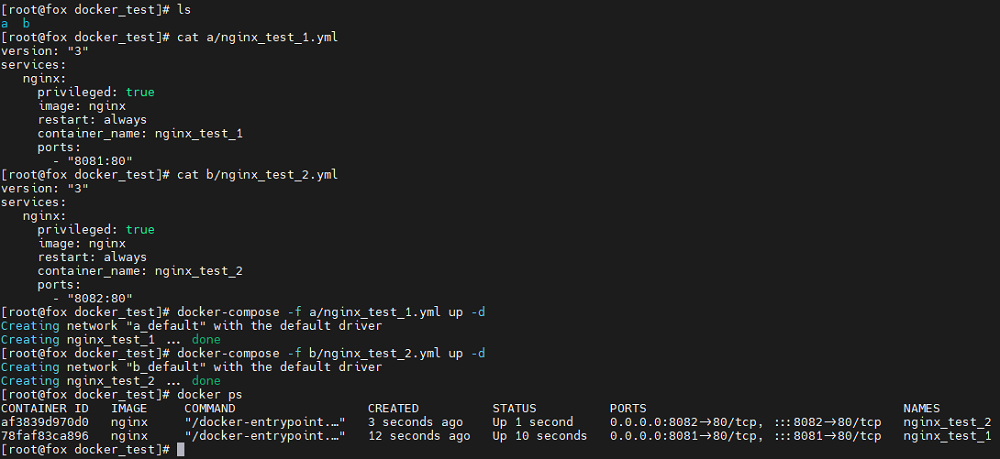 [root@fox docker_test]# ls
a  b
[root@fox docker_test]# cat a/nginx_test_1.yml
version: "3"
services:
   nginx:
     privileged: true
     image: nginx
     restart: always
     container_name: nginx_test_1
     ports:
       - "8081:80"
[root@fox docker_test]# cat b/nginx_test_2.yml
version: "3"
services:
   nginx:
     privileged: true
     image: nginx
     restart: always
     container_name: nginx_test_2
     ports:
       - "8082:80"
[root@fox docker_test]# docker-compose -f a/nginx_test_1.yml up -d
Creating network "a_default" with the default driver
Creating nginx_test_1 ... done
[root@fox docker_test]# docker-compose -f b/nginx_test_2.yml up -d
Creating network "b_default" with the default driver
Creating nginx_test_2 ... done
[root@fox docker_test]# docker ps
CONTAINER ID   IMAGE     COMMAND                  CREATED          STATUS          PORTS                                   NAMES
af3839d970d0   nginx     "/docker-entrypoint.…"   3 seconds ago    Up 1 second     0.0.0.0:8082->80/tcp, :::8082->80/tcp   nginx_test_2
78faf83ca896   nginx     "/docker-entrypoint.…"   12 seconds ago   Up 10 seconds   0.0.0.0:8081->80/tcp, :::8081->80/tcp   nginx_test_1
[root@fox docker_test]#